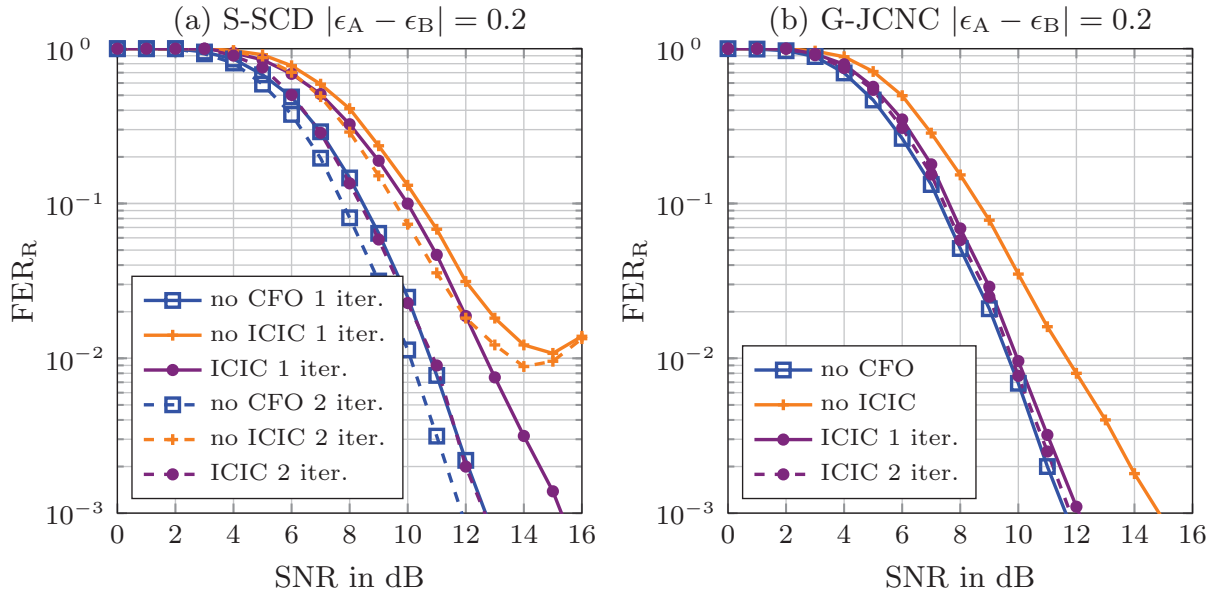 (a) S-SCD |ϵ_A − ϵ_B| = 0.2
FER_R
10^0
10^−1
10^−2
10^−3
no CFO 1 iter.
no ICIC 1 iter.
ICIC 1 iter.
no CFO 2 iter.
no ICIC 2 iter.
ICIC 2 iter.
0 2 4 6 8 10 12 14 16
SNR in dB
(b) G-JCNC |ϵ_A − ϵ_B| = 0.2
FER_R
10^0
10^−1
10^−2
10^−3
no CFO
no ICIC
ICIC 1 iter.
ICIC 2 iter.
0 2 4 6 8 10 12 14 16
SNR in dB